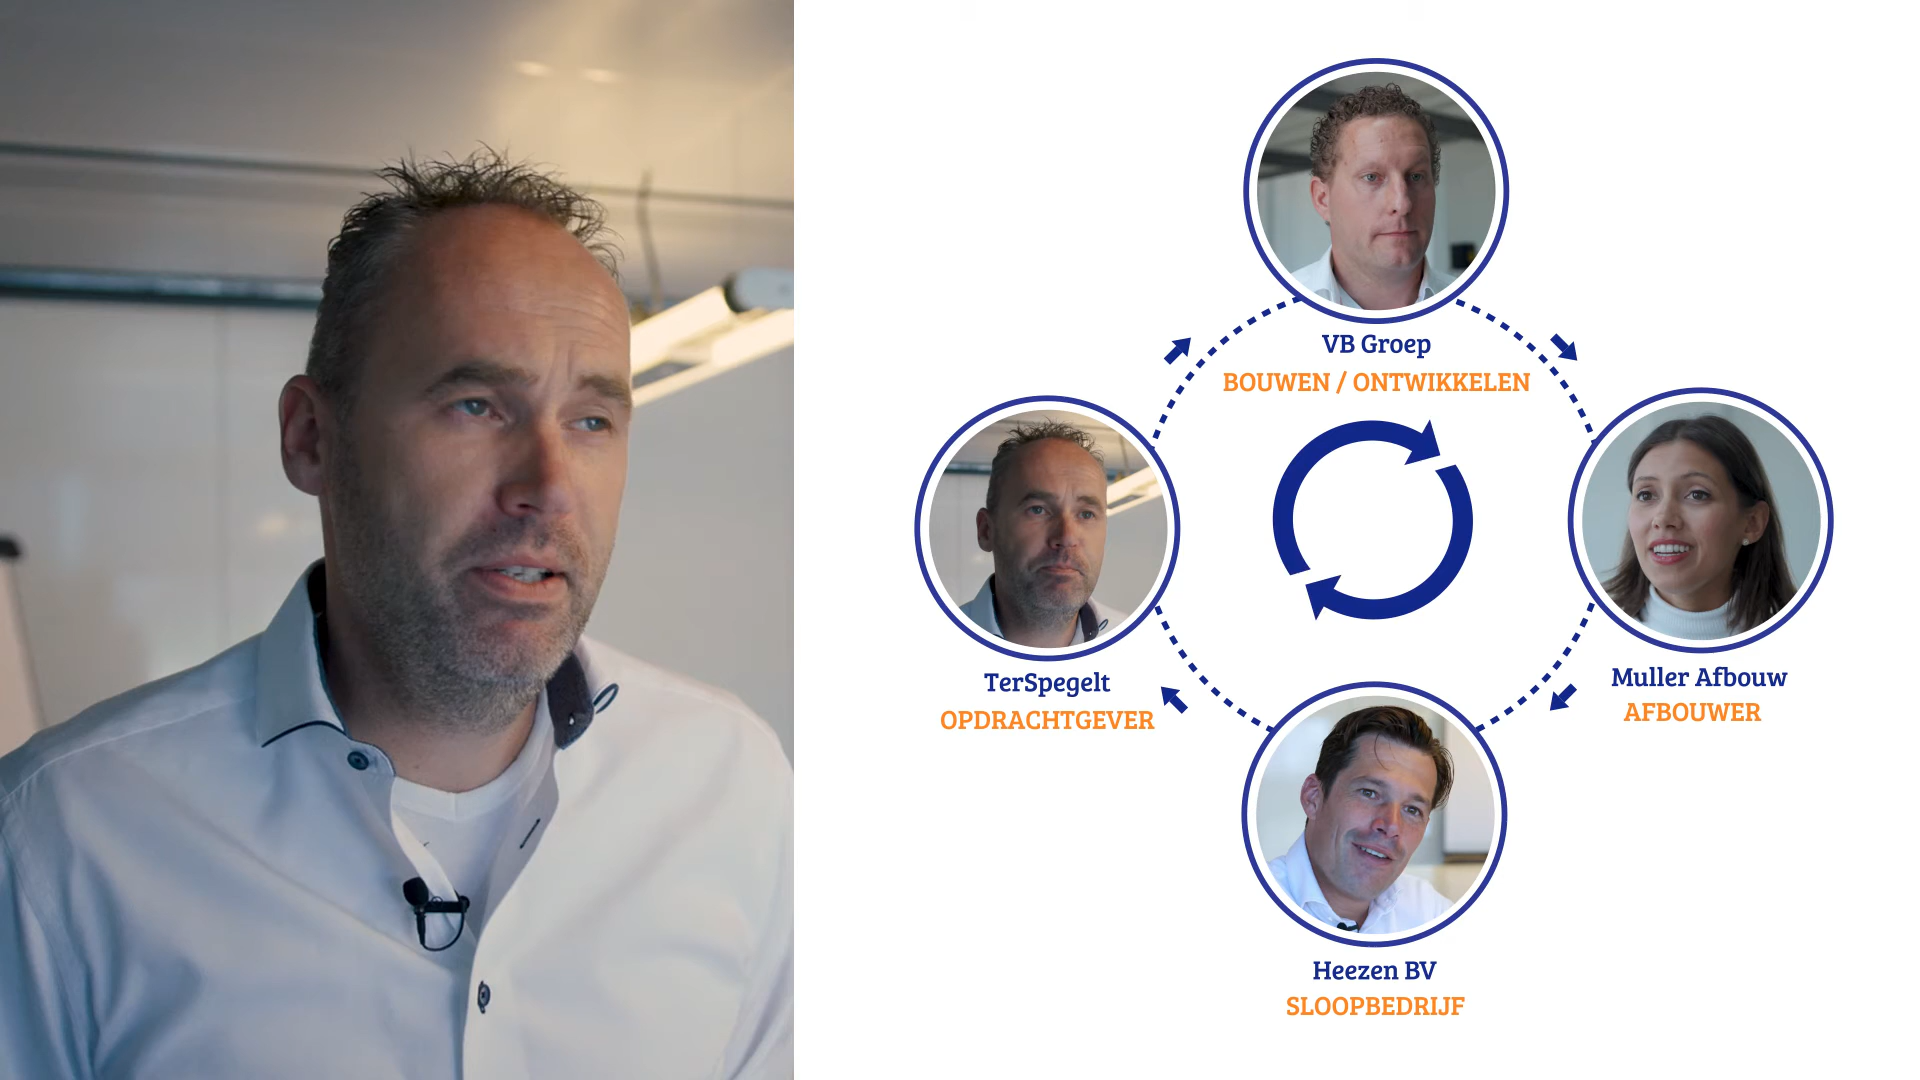 VB Groep
BOUWEN / ONTWIKKELEN
TerSpegelt
OPDRACHTGEVER
Muller Afbouw
AFBOUWER
Heezen BV
SLOOPBEDRIJF